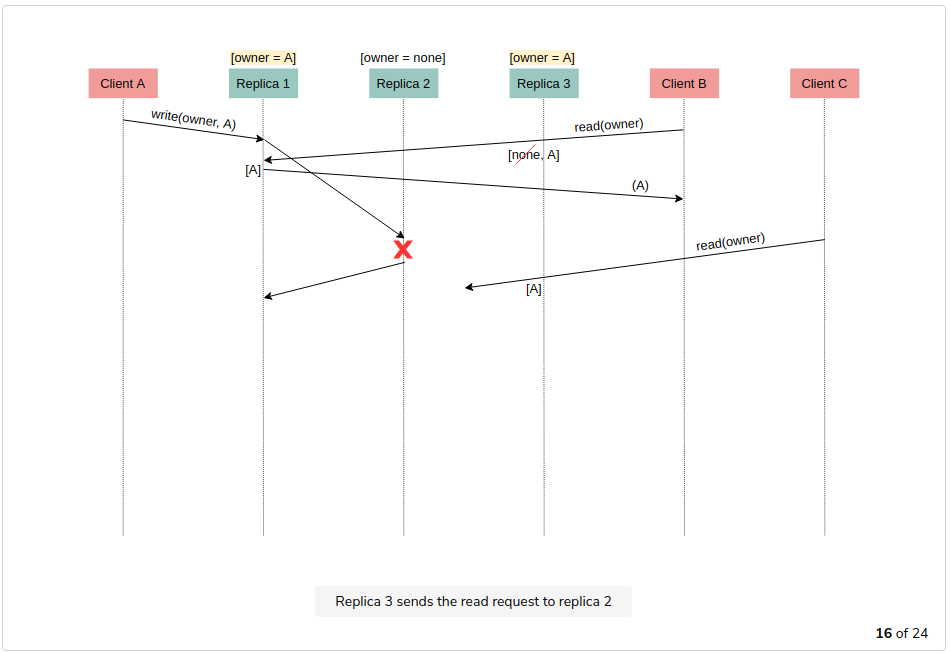 [owner = A]
[owner = none]
[owner = A]
Client A
Replica 1
Replica 2
Replica 3
Client B
Client C
write(owner, A)
read(owner)
[none, A]
[A]
(A)
read(owner)
X
[A]
Replica 3 sends the read request to replica 2
16 of 24